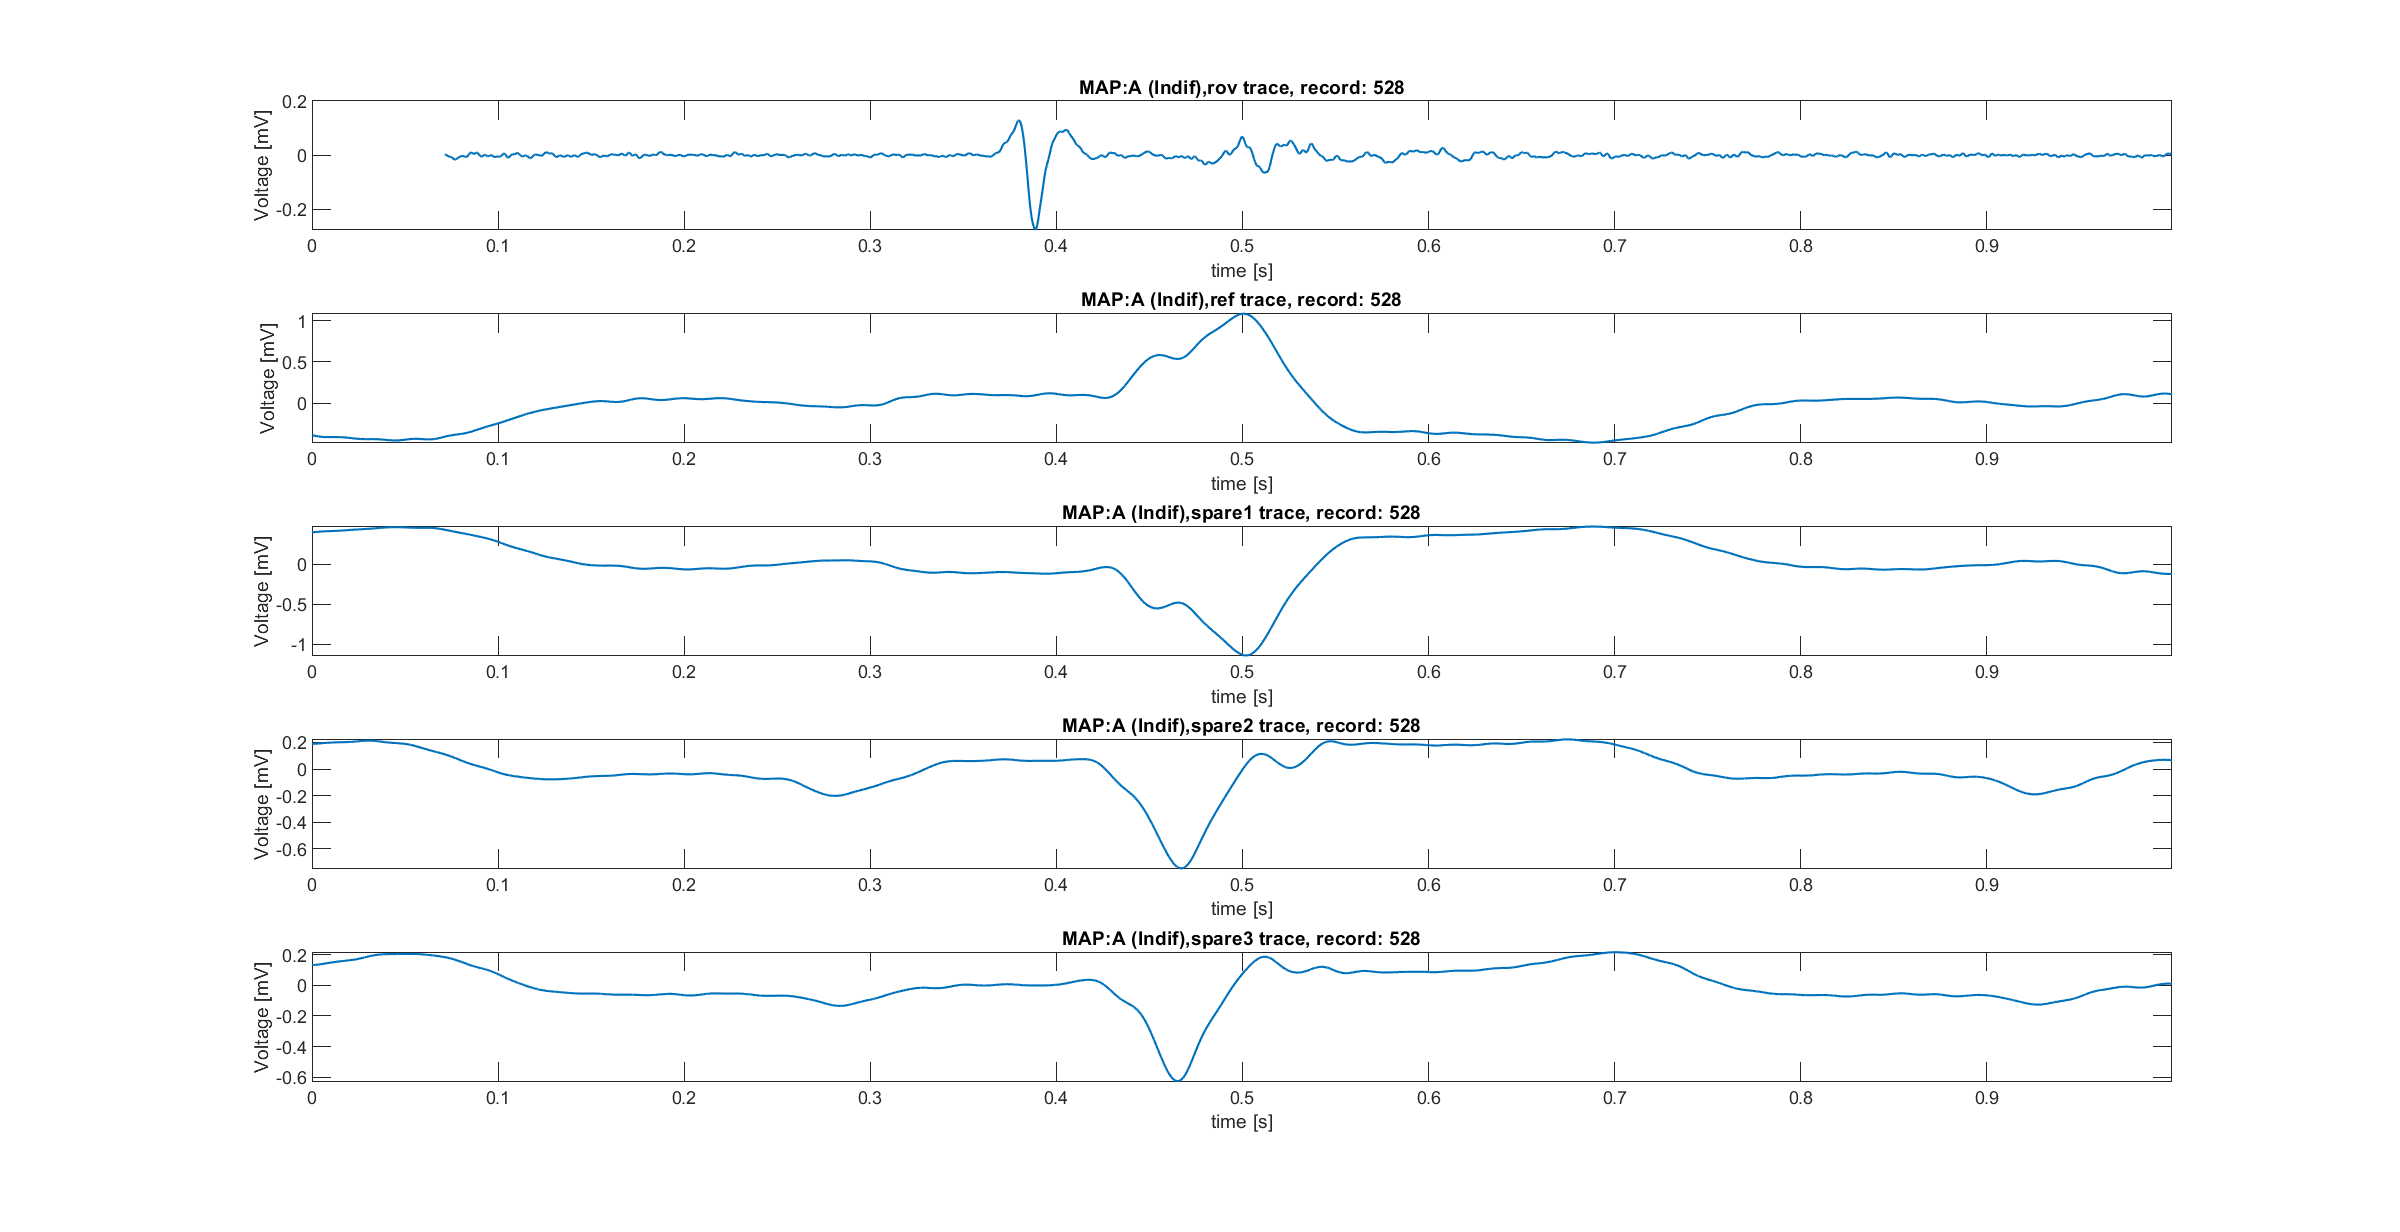 MAP:A (Indif),rov trace, record: 528
Voltage [mV]
0.2
0
-0.2
0 0.1 0.2 0.3 0.4 0.5 0.6 0.7 0.8 0.9
time [s]
MAP:A (Indif),ref trace, record: 528
Voltage [mV]
1
0.5
0
0 0.1 0.2 0.3 0.4 0.5 0.6 0.7 0.8 0.9
time [s]
MAP:A (Indif),spare1 trace, record: 528
Voltage [mV]
0
-0.5
-1
0 0.1 0.2 0.3 0.4 0.5 0.6 0.7 0.8 0.9
time [s]
MAP:A (Indif),spare2 trace, record: 528
Voltage [mV]
0.2
0
-0.2
-0.4
-0.6
0 0.1 0.2 0.3 0.4 0.5 0.6 0.7 0.8 0.9
time [s]
MAP:A (Indif),spare3 trace, record: 528
Voltage [mV]
0.2
0
-0.2
-0.4
-0.6
0 0.1 0.2 0.3 0.4 0.5 0.6 0.7 0.8 0.9
time [s]